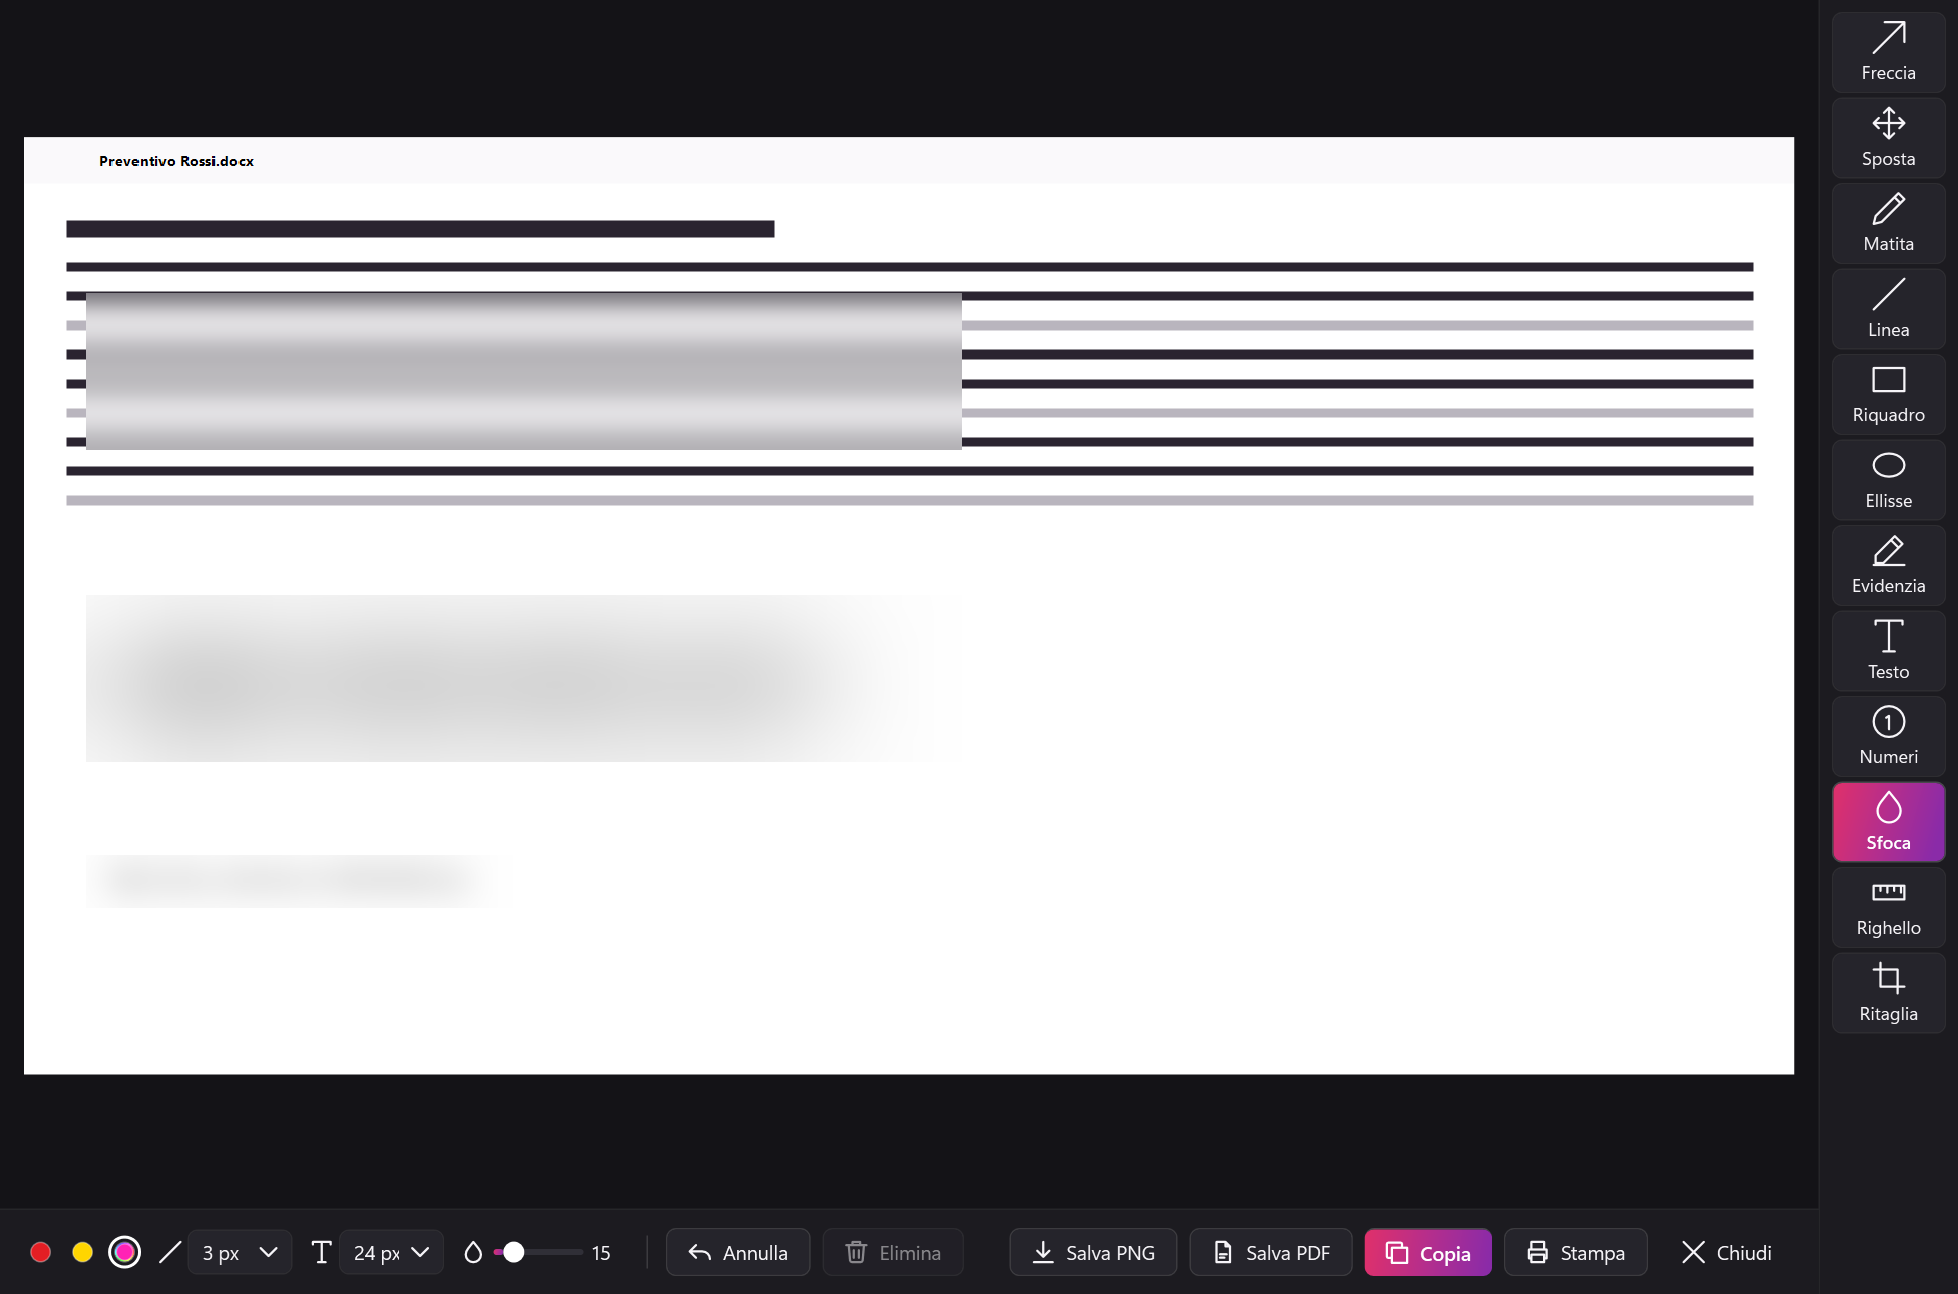 Preventivo Rossi.docx
Freccia
Sposta
Matita
Linea
Riquadro
Ellisse
Evidenzia
Testo
1
Numeri
Sfoca
Righello
Ritaglia
3 px
24 px
15
Annulla
Elimina
Salva PNG
Salva PDF
Copia
Stampa
Chiudi